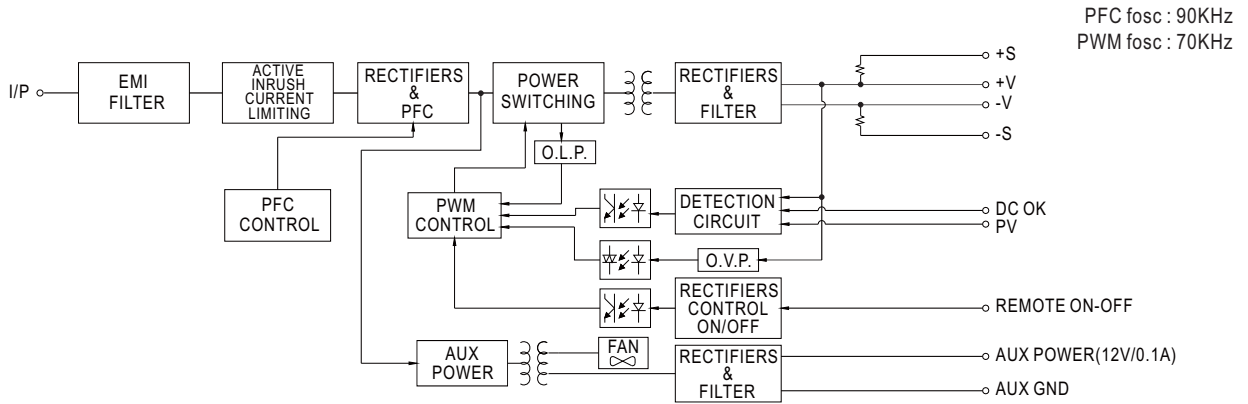 PFC fosc : 90KHz
PWM fosc : 70KHz
I/P
EMI
FILTER
ACTIVE
INRUSH
CURRENT
LIMITING
RECTIFIERS
&
PFC
POWER
SWITCHING
RECTIFIERS
&
FILTER
+S
+V
-V
-S
O.L.P.
PFC
CONTROL
PWM
CONTROL
DETECTION
CIRCUIT
DC OK
PV
O.V.P.
RECTIFIERS
CONTROL
ON/OFF
REMOTE ON-OFF
AUX
POWER
FAN
RECTIFIERS
&
FILTER
AUX POWER(12V/0.1A)
AUX GND